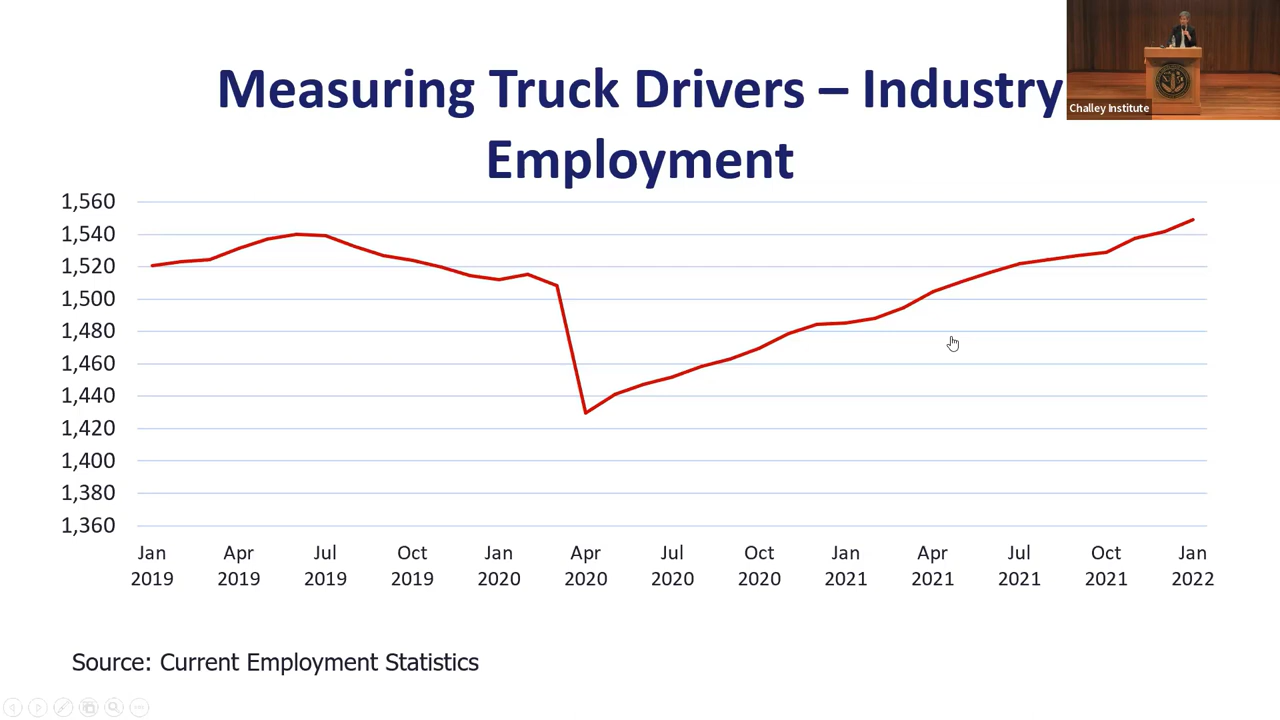 Measuring Truck Drivers – Industry
Employment
Challey Institute
1,560
1,540
1,520
1,500
1,480
1,460
1,440
1,420
1,400
1,380
1,360
Jan Apr Jul Oct Jan Apr Jul Oct Jan Apr Jul Oct Jan
2019 2019 2019 2019 2020 2020 2020 2020 2021 2021 2021 2021 2022
Source: Current Employment Statistics